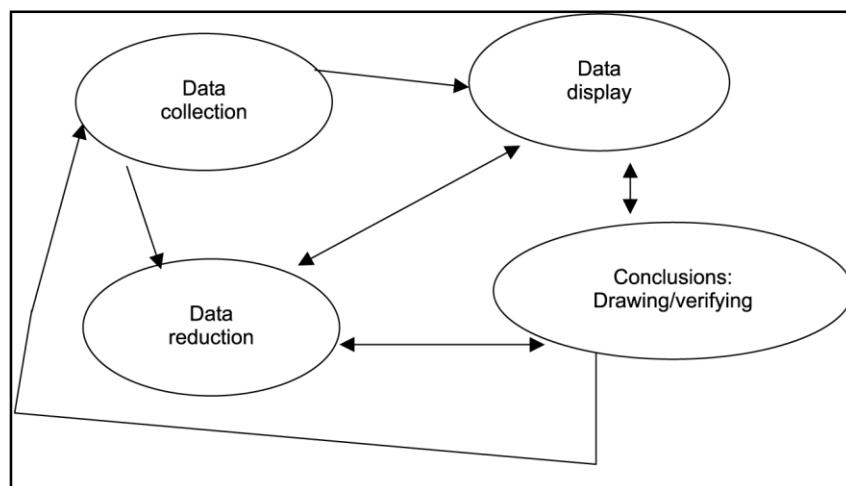 Data
collection
Data
display
Data
reduction
Conclusions:
Drawing/verifying